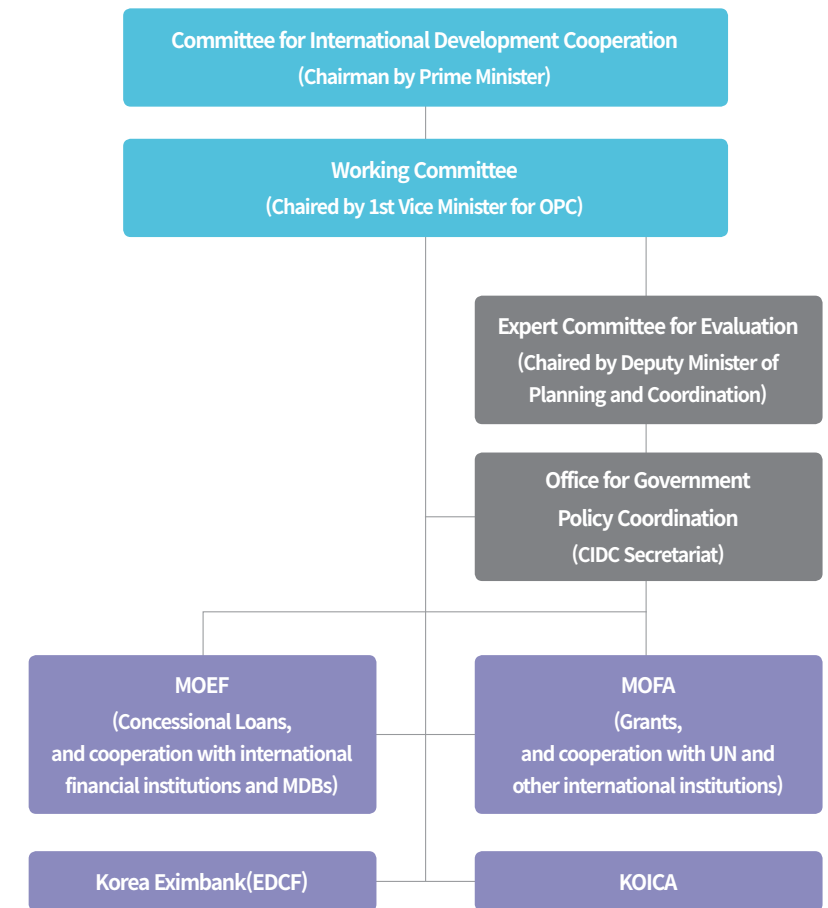 Committee for International Development Cooperation
(Chairman by Prime Minister)
Working Committee
(Chaired by 1st Vice Minister for OPC)
Expert Committee for Evaluation
(Chaired by Deputy Minister of
Planning and Coordination)
Office for Government
Policy Coordination
(CIDC Secretariat)
MOEF
(Concessional Loans,
and cooperation with international
financial institutions and MDBs)
MOFA
(Grants,
and cooperation with UN and
other international institutions)
Korea Eximbank(EDCF)
KOICA